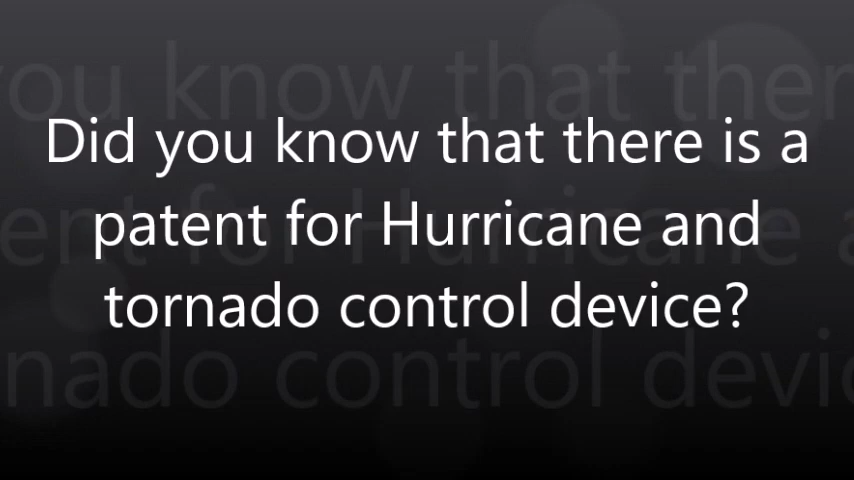 Did you know that there is a
patent for Hurricane and
tornado control device?